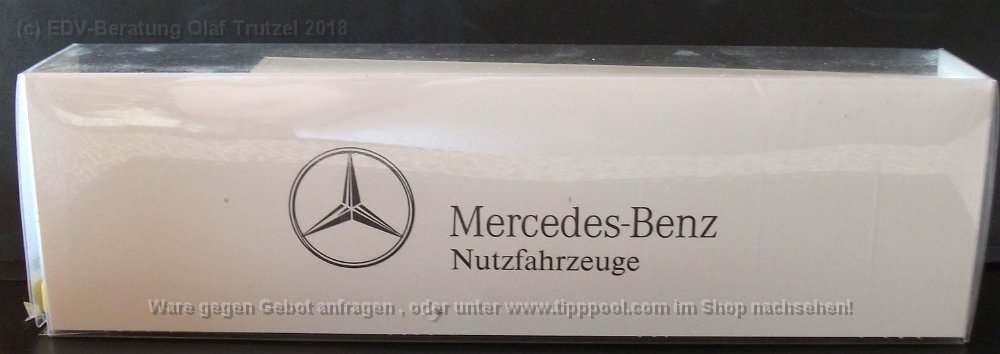 (c) EDV-Beratung Olaf Trutzel 2018
Mercedes-Benz
Nutzfahrzeuge
Ware gegen Gebot anfragen , oder unter www.tipppool.com im Shop nachsehen!